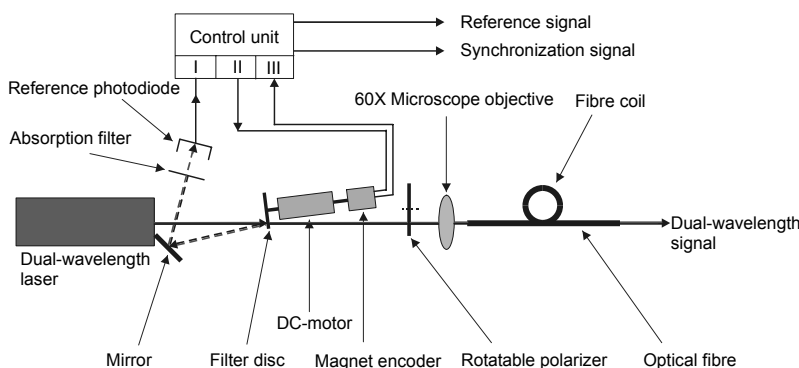 Control unit
I II III
Reference signal
Synchronization signal
Reference photodiode
Absorption filter
60X Microscope objective
Fibre coil
Dual-wavelength
laser
Dual-wavelength
signal
DC-motor
Mirror
Filter disc
Magnet encoder
Rotatable polarizer
Optical fibre